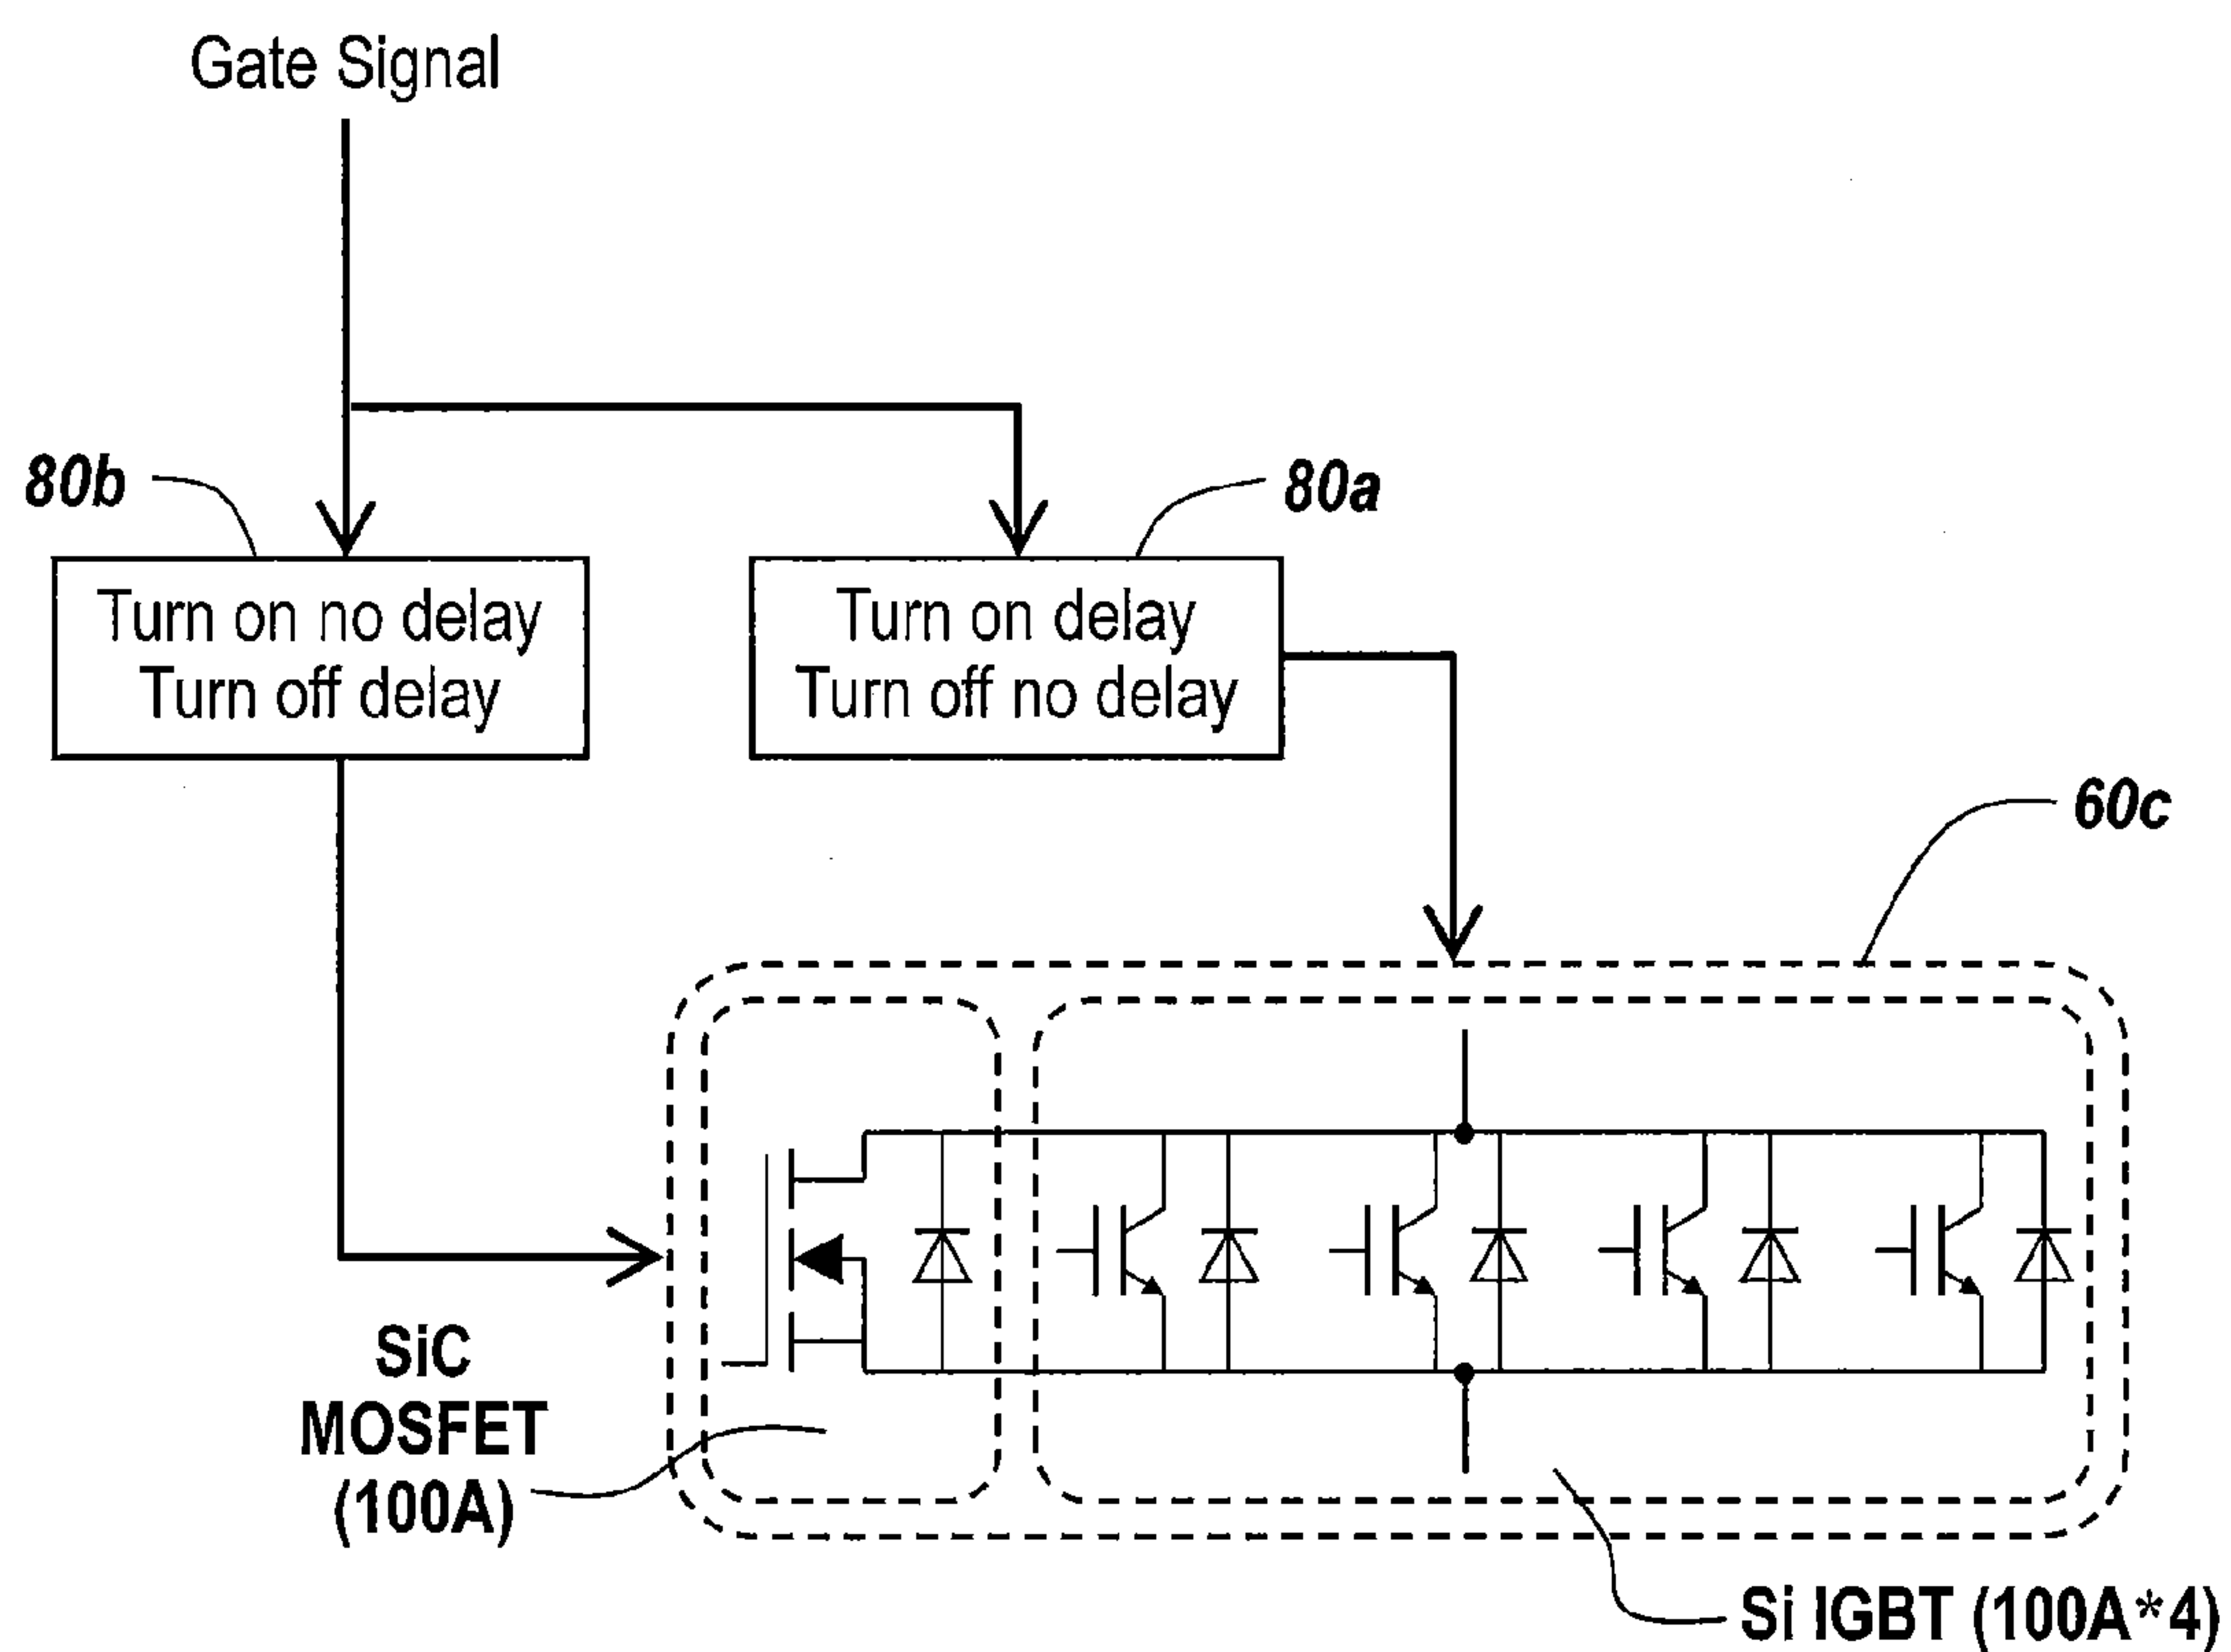 Gate Signal
80b
80a
Turn on no delay
Turn off delay
Turn on delay
Turn off no delay
60c
SiC
MOSFET
(100A)
Si IGBT (100A*4)